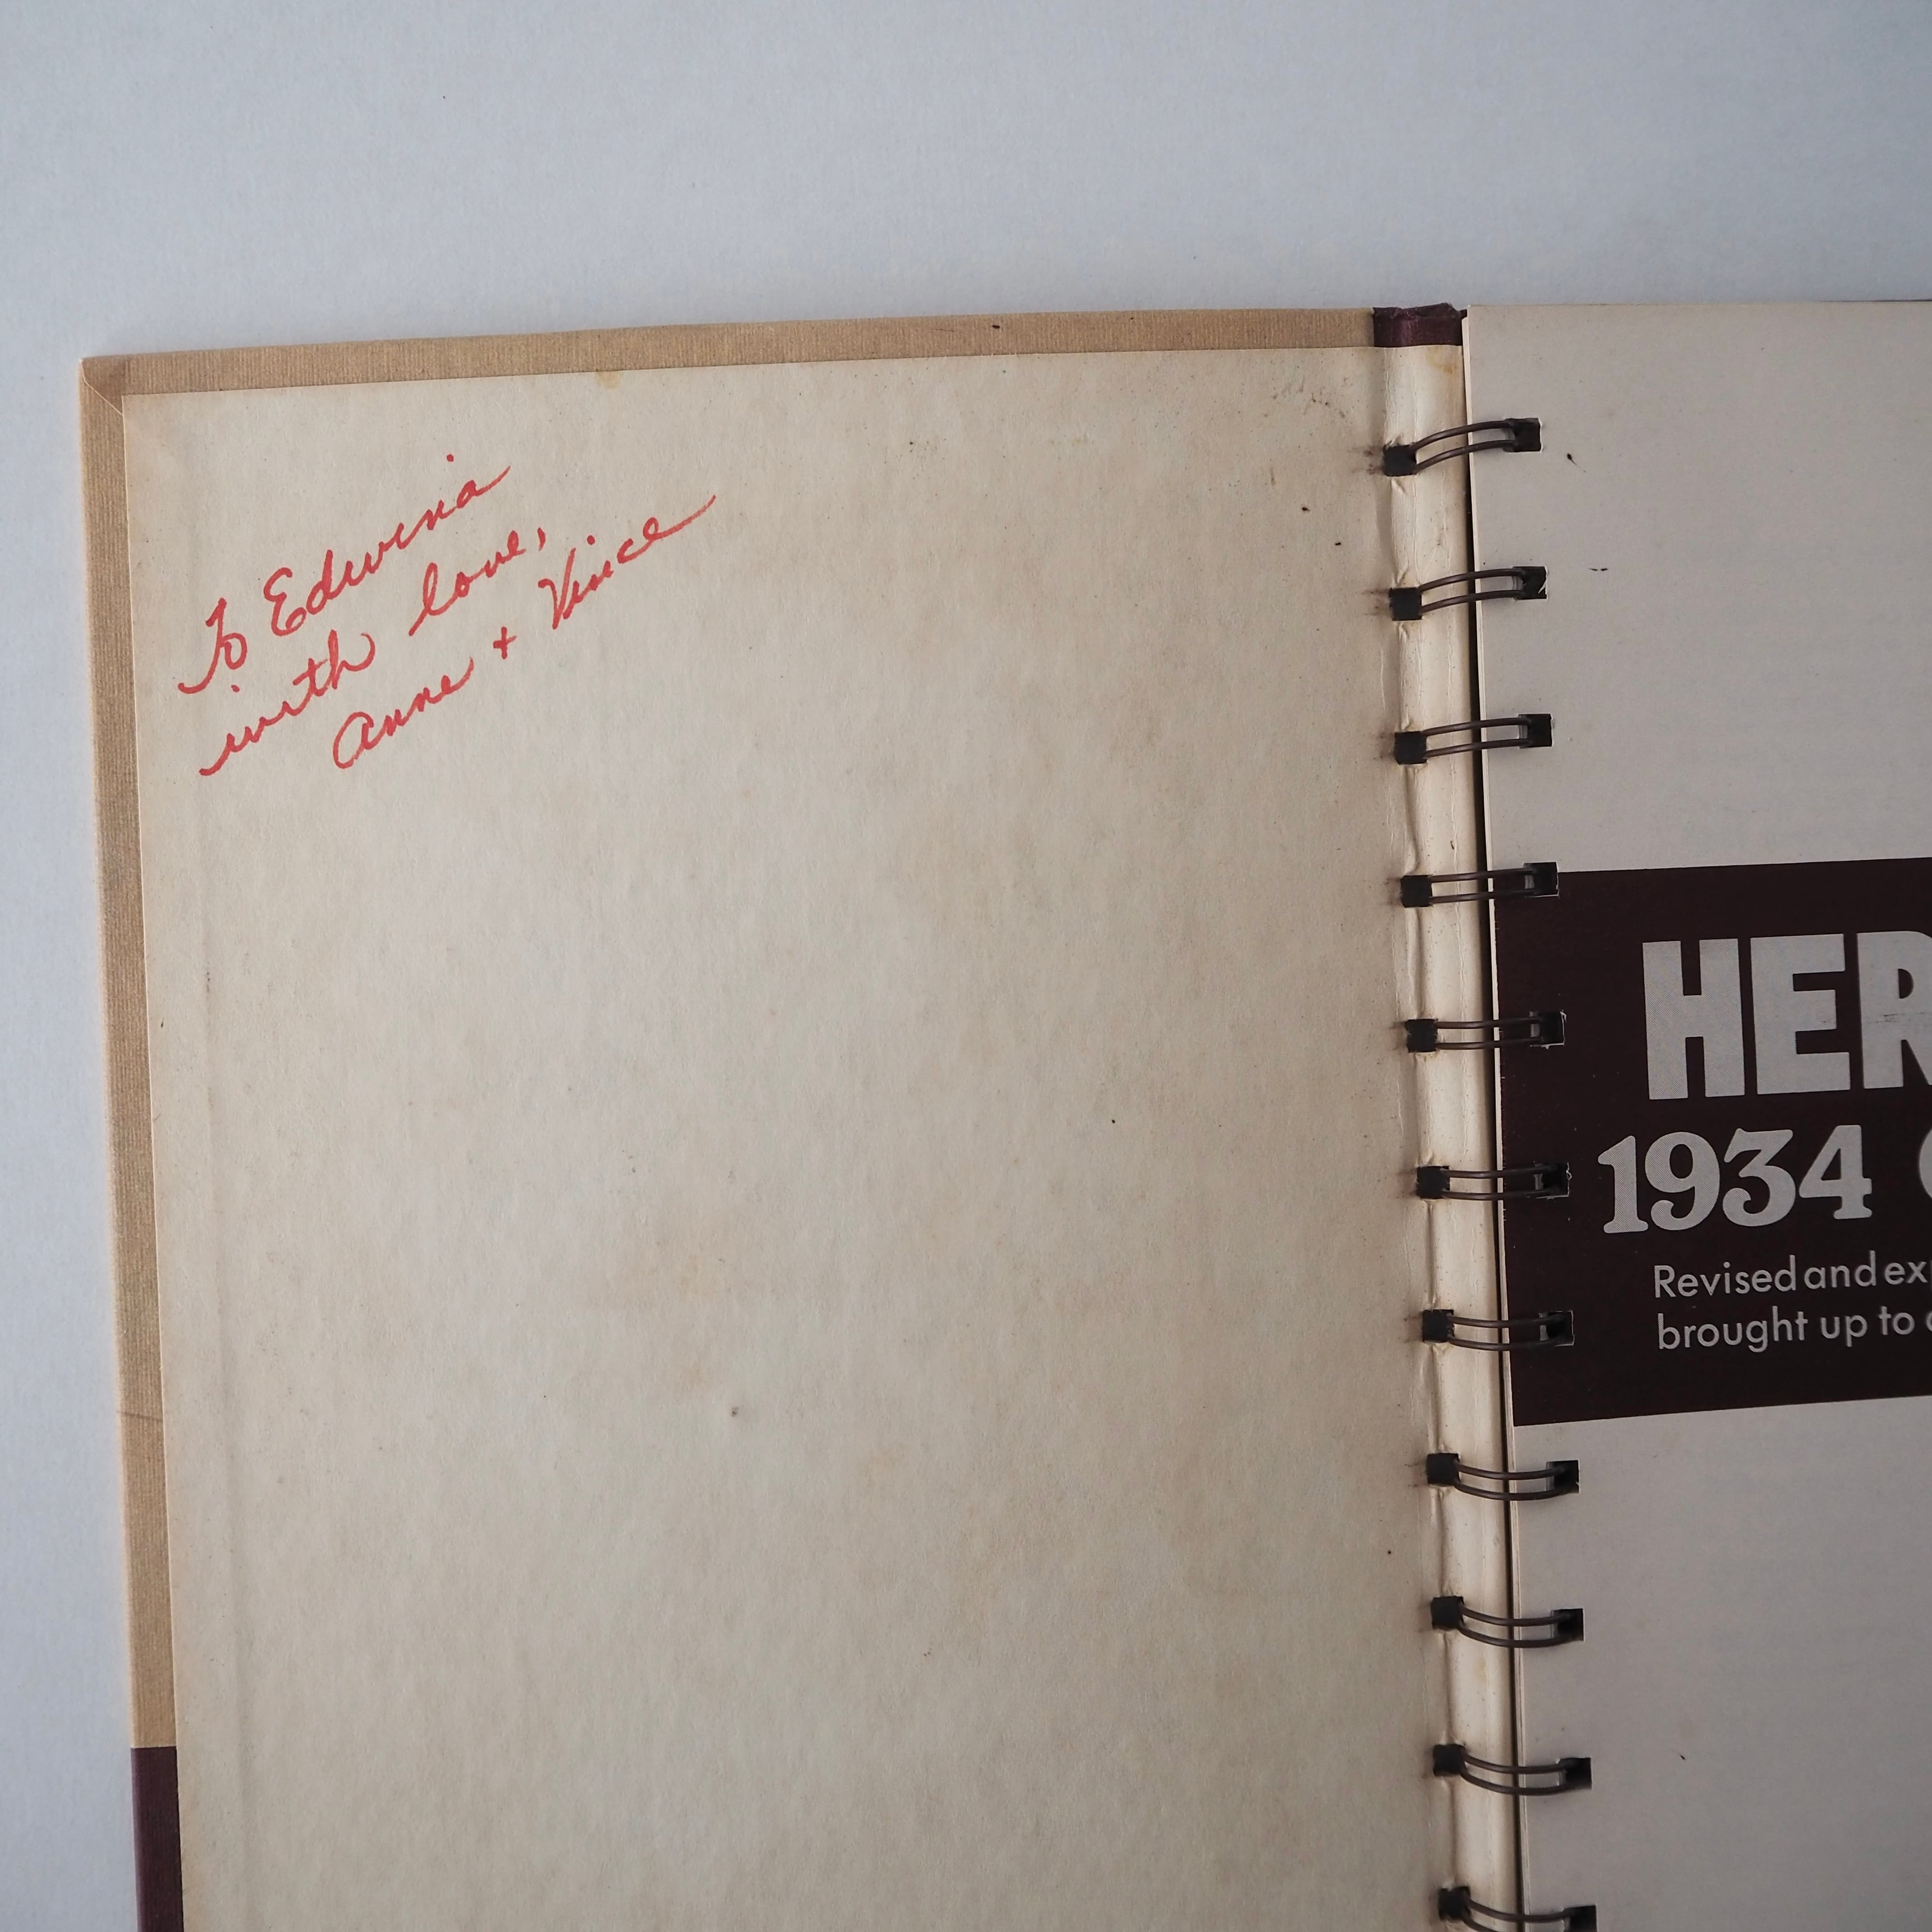 To Edwina
with love,
Anne + Vince
HER
1934
Revised and ex
brought up to